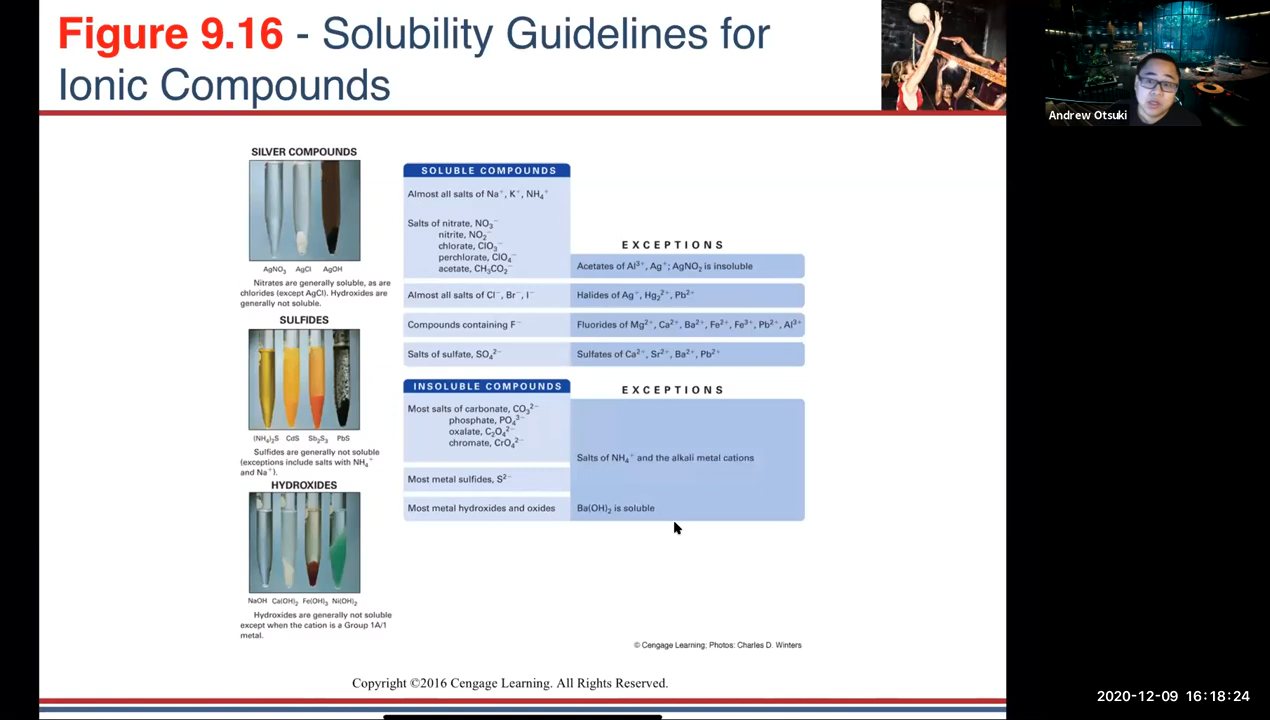 Figure 9.16 - Solubility Guidelines for
Ionic Compounds
Andrew Otsuki
SILVER COMPOUNDS
AgNO₃ AgCl AgOH
Nitrates are generally soluble, as are
chlorides (except AgCl). Hydroxides are
generally not soluble.
SULFIDES
(NH₄)₂S CdS Sb₂S₃ PbS
Sulfides are generally not soluble
(exceptions include salts with NH₄⁺
and Na⁺).
HYDROXIDES
NaOH Ca(OH)₂ Fe(OH)₃ Ni(OH)₂
Hydroxides are generally not soluble
except when the cation is a Group 1A/1
metal.
SOLUBLE COMPOUNDS
Almost all salts of Na⁺, K⁺, NH₄⁺
Salts of nitrate, NO₃⁻
nitrite, NO₂⁻
chlorate, ClO₃⁻
perchlorate, ClO₄⁻
acetate, CH₃CO₂⁻
EXCEPTIONS
Acetates of Al³⁺, Ag⁺; AgNO₂ is insoluble
Almost all salts of Cl⁻, Br⁻, I⁻
Halides of Ag⁺, Hg₂²⁺, Pb²⁺
Compounds containing F⁻
Fluorides of Mg²⁺, Ca²⁺, Ba²⁺, Fe²⁺, Fe³⁺, Pb²⁺, Al³⁺
Salts of sulfate, SO₄²⁻
Sulfates of Ca²⁺, Sr²⁺, Ba²⁺, Pb²⁺
INSOLUBLE COMPOUNDS
EXCEPTIONS
Most salts of carbonate, CO₃²⁻
phosphate, PO₄³⁻
oxalate, C₂O₄²⁻
chromate, CrO₄²⁻
Salts of NH₄⁺ and the alkali metal cations
Most metal sulfides, S²⁻
Most metal hydroxides and oxides
Ba(OH)₂ is soluble
© Cengage Learning; Photos: Charles D. Winters
Copyright ©2016 Cengage Learning. All Rights Reserved.
2020-12-09 16:18:24